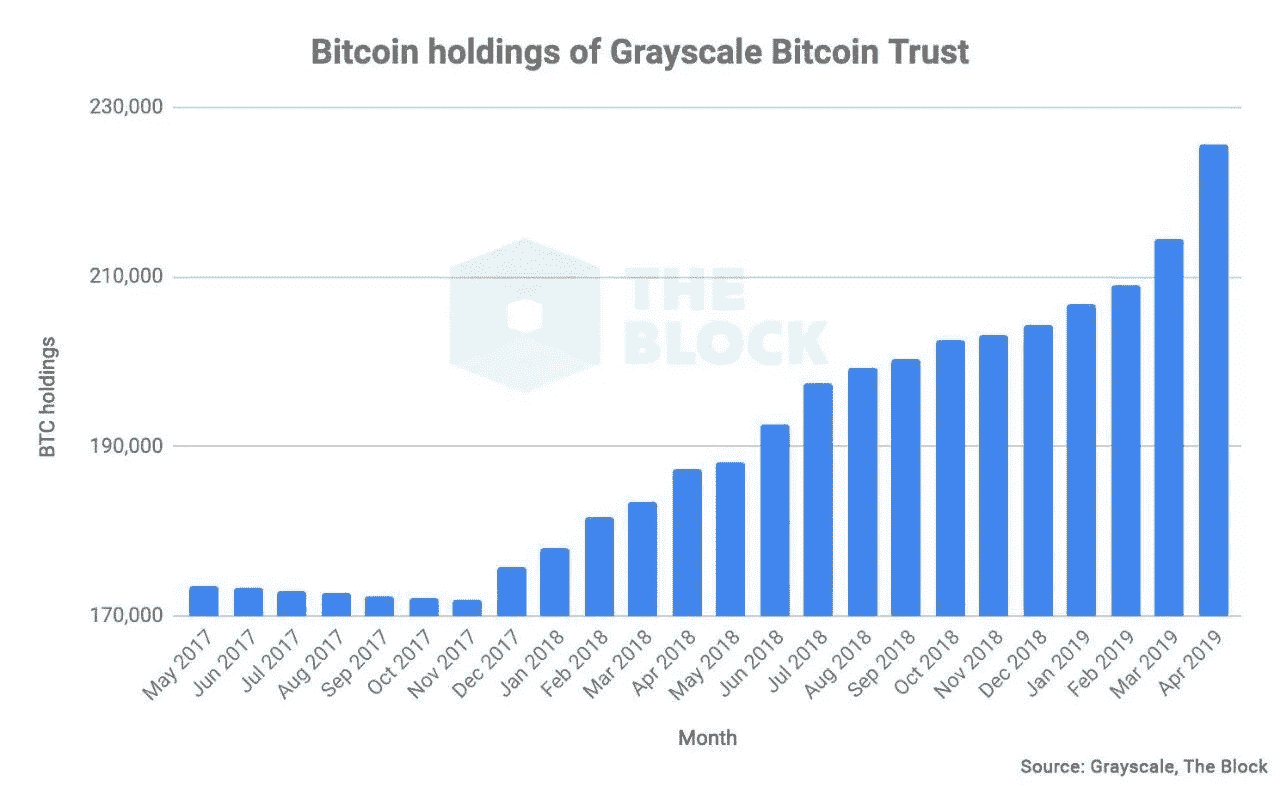 Bitcoin holdings of Grayscale Bitcoin Trust
230,000
210,000
190,000
170,000
BTC holdings
THE
BLOCK
May 2017
Jun 2017
Jul 2017
Aug 2017
Sep 2017
Oct 2017
Nov 2017
Dec 2017
Jan 2018
Feb 2018
Mar 2018
Apr 2018
May 2018
Jun 2018
Jul 2018
Aug 2018
Sep 2018
Oct 2018
Nov 2018
Dec 2018
Jan 2019
Feb 2019
Mar 2019
Apr 2019
Month
Source: Grayscale, The Block